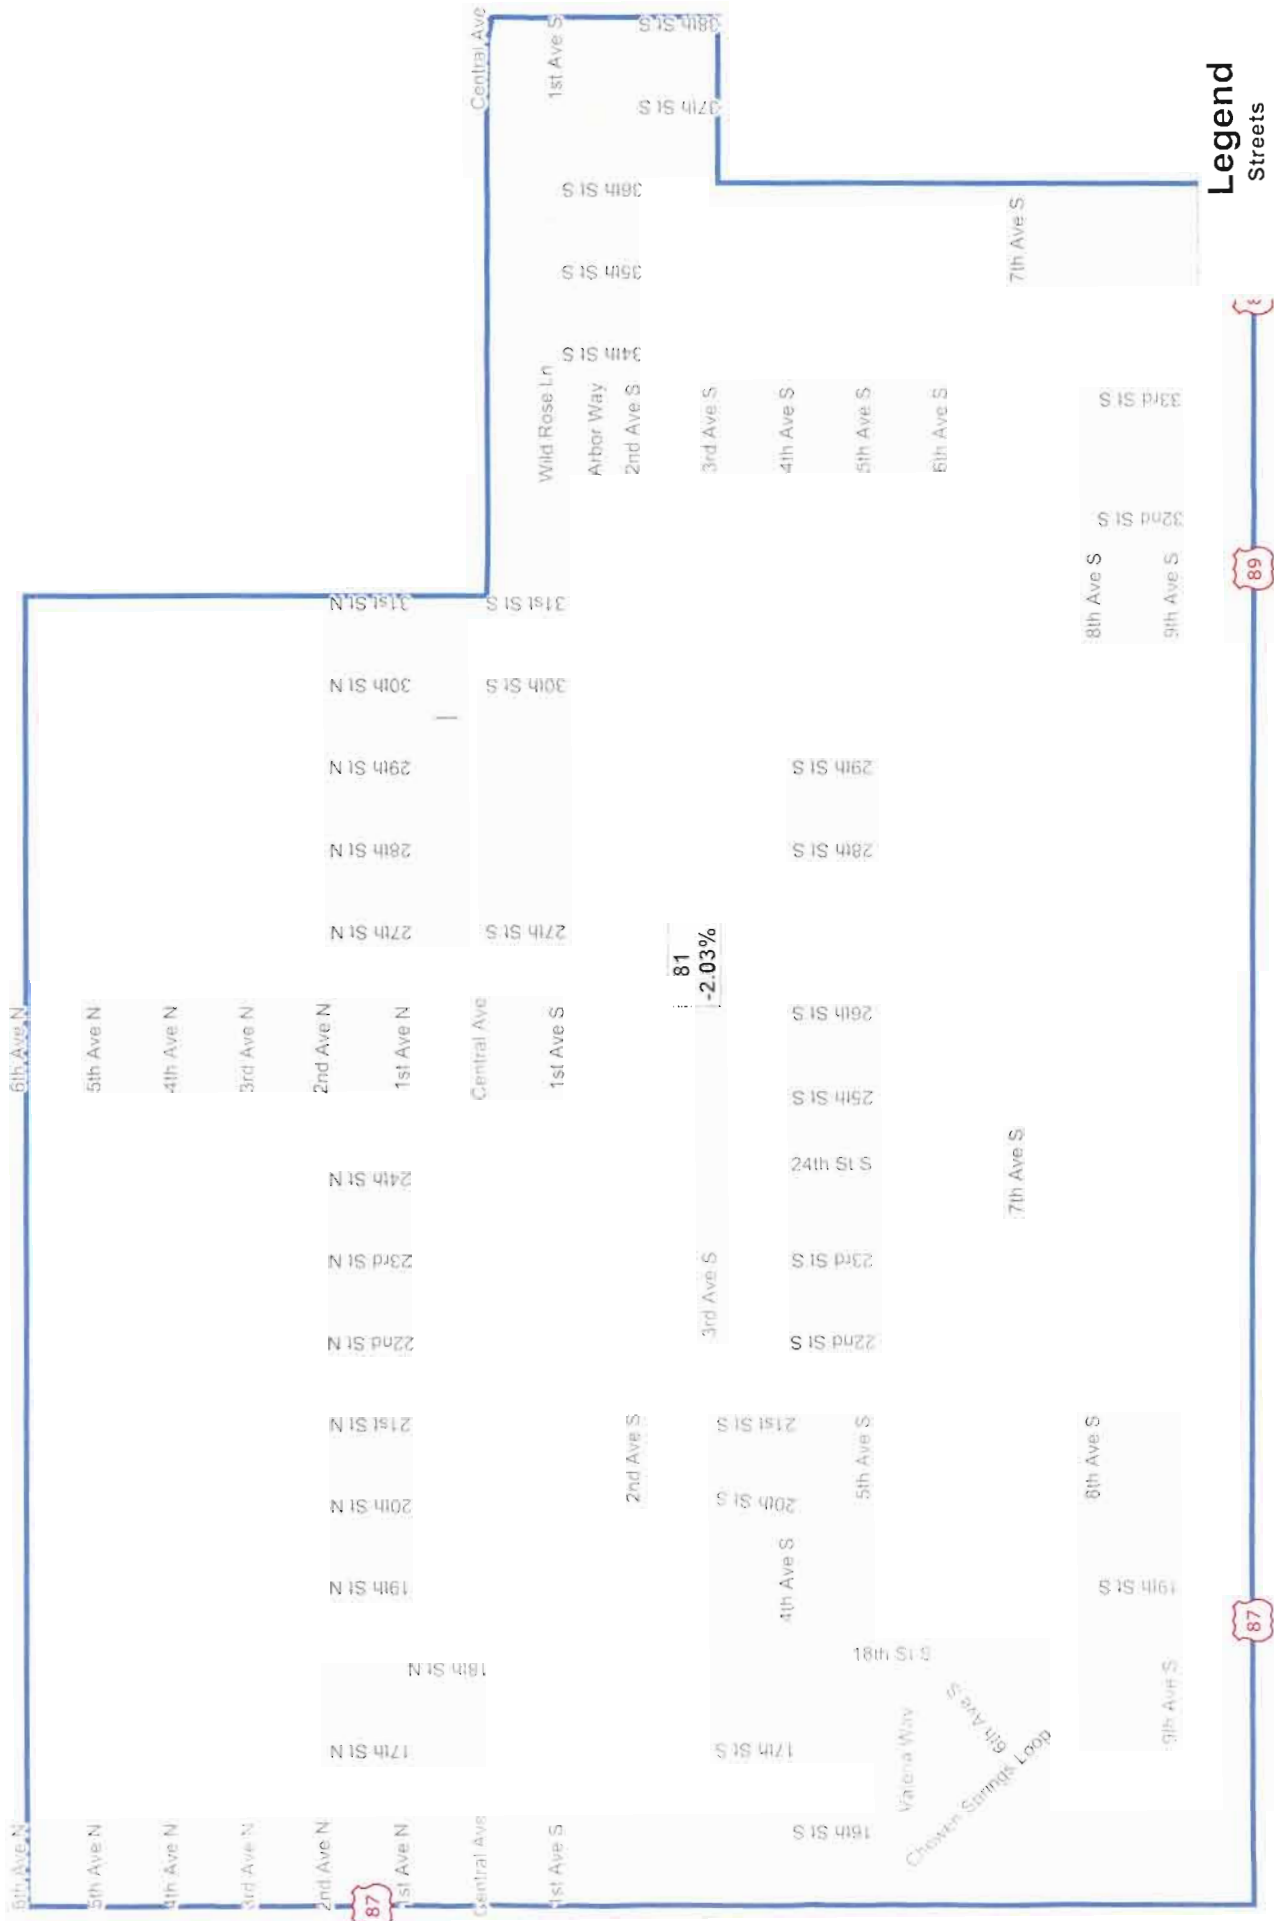 Central Ave
1st Ave S
38th St S
37th St S
36th St S
35th St S
34th St S
Legend
Streets
7th Ave S
Wild Rose Ln
Arbor Way
2nd Ave S
3rd Ave S
4th Ave S
5th Ave S
6th Ave S
33rd St S
32nd St S
8th Ave S
9th Ave S
89
31st St N
31st St S
30th St N
30th St S
29th St N
29th St S
28th St N
28th St S
27th St N
27th St S
81
-2.03%
6th Ave N
5th Ave N
4th Ave N
3rd Ave N
2nd Ave N
1st Ave N
Central Ave
1st Ave S
26th St S
25th St S
24th St N
24th St S
7th Ave S
23rd St N
3rd Ave S
23rd St S
22nd St N
22nd St S
21st St N
2nd Ave S
21st St S
5th Ave S
8th Ave S
20th St N
20th St S
19th St N
4th Ave S
19th St S
87
18th St N
18th St S
17th St N
17th St S
Valeria Way
6th Ave S
Chowen Springs Loop
9th Ave S
6th Ave N
5th Ave N
4th Ave N
3rd Ave N
2nd Ave N
87
1st Ave N
Central Ave
1st Ave S
16th St S